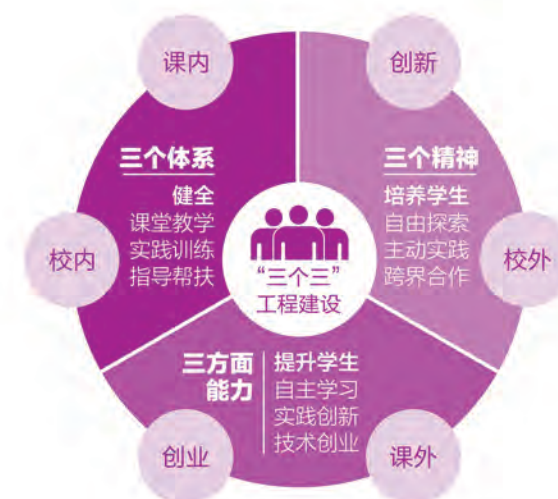 课内
创新
三个体系
健全
课堂教学
实践训练
指导帮扶
三个精神
培养学生
自由探索
主动实践
跨界合作
校内
校外
“三个三”
工程建设
三方面
能力
提升学生
自主学习
实践创新
技术创业
创业
课外